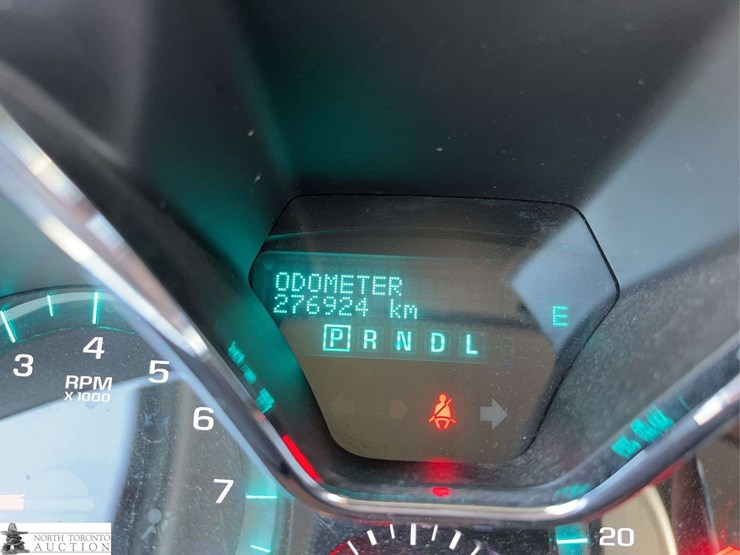 ODOMETER
276924 km
E
P R N D L
3 4 5 6 7
RPM
X 1000
20
NORTH TORONTO
AUCTION